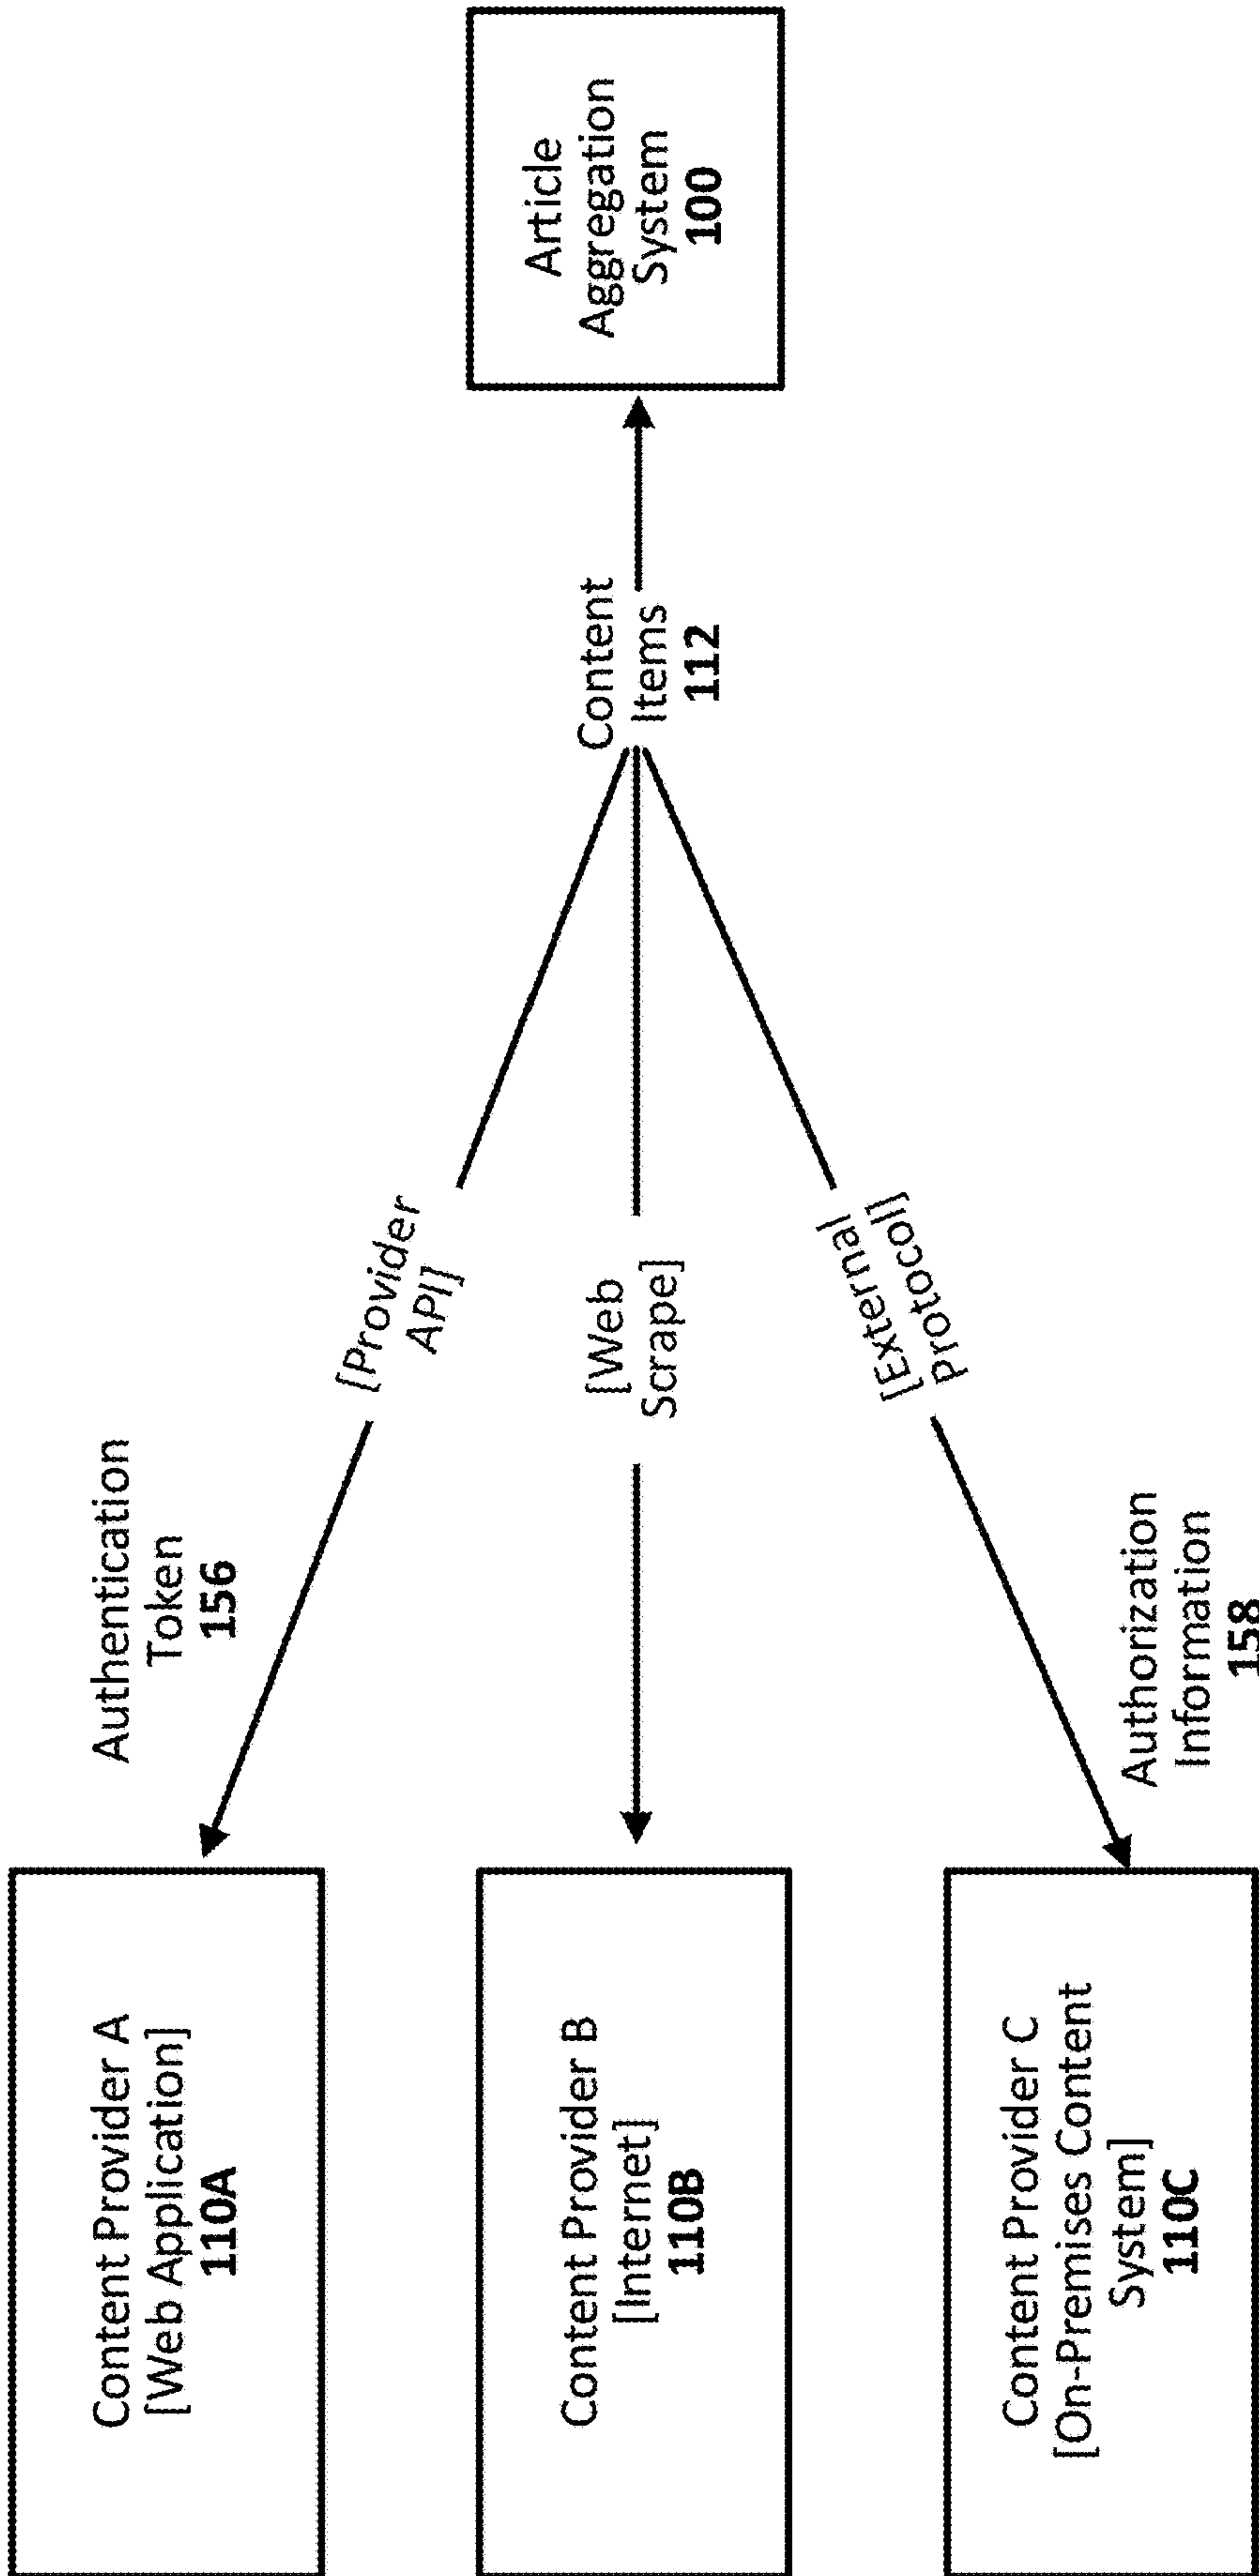 Content Provider A
[Web Application]
110A
Authentication
Token
156
[Provider
API]
Content Provider B
[Internet]
110B
[Web
Scrape]
Content
Items
112
Article
Aggregation
System
100
Content Provider C
[On-Premises Content
System]
110C
[External
Protocol]
Authorization
Information
158